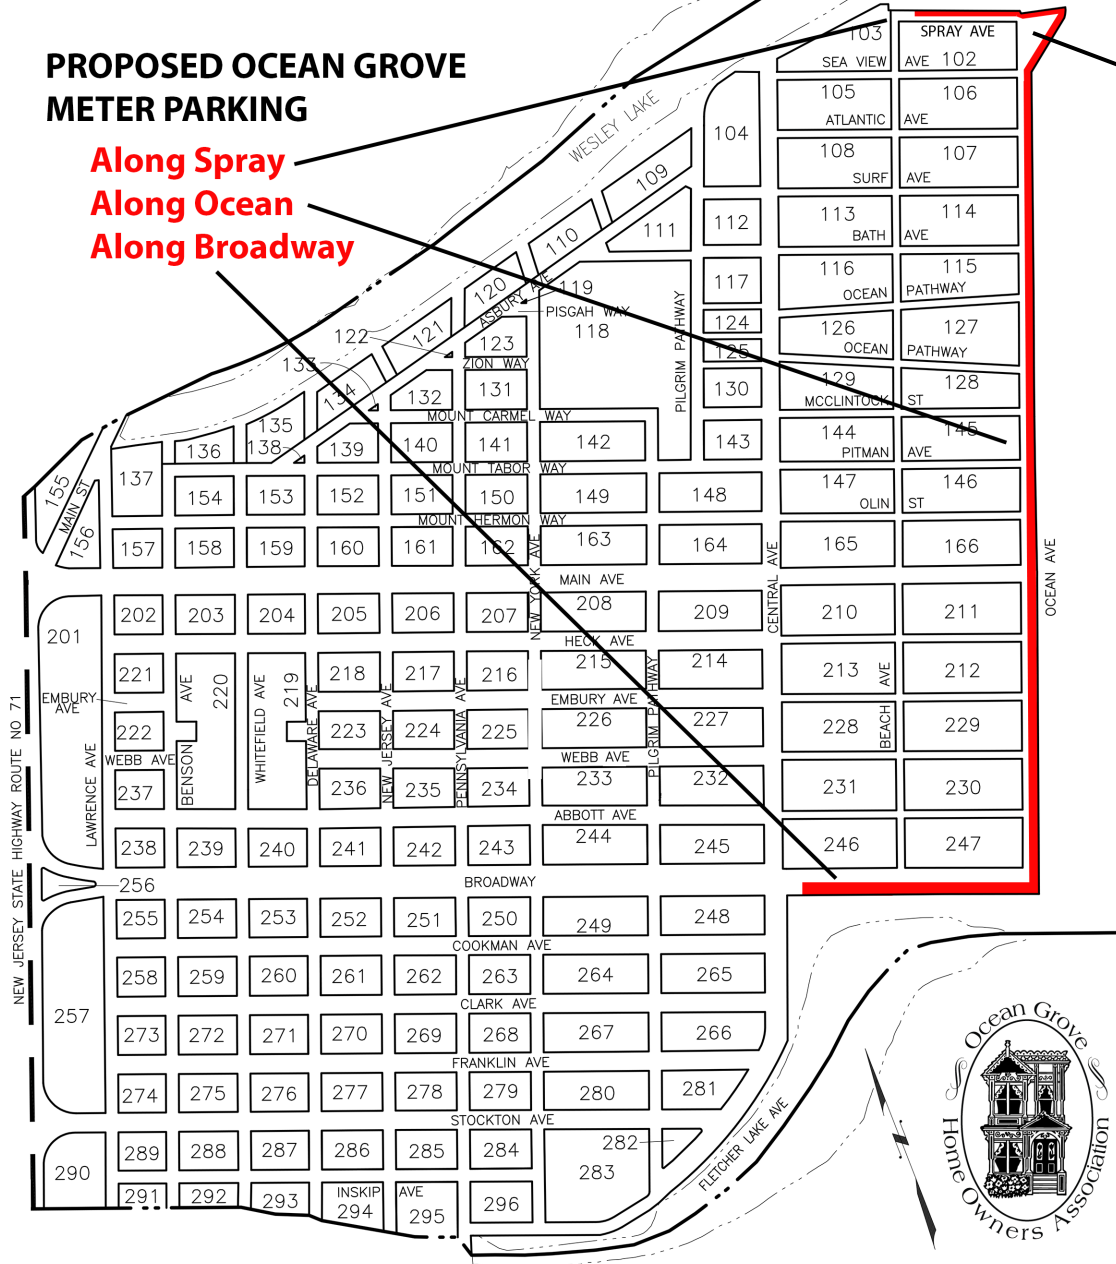 PROPOSED OCEAN GROVE
METER PARKING
Along Spray
Along Ocean
Along Broadway
WESLEY LAKE
103
SPRAY AVE
SEA VIEW AVE 102
105 106
ATLANTIC AVE
104
108 107
SURF AVE
109
112 113 114
BATH AVE
110 111
117 116 115
OCEAN PATHWAY
120 ASBURY AVE 119
PISGAH WAY
118
PILGRIM PATHWAY
124 126 127
OCEAN PATHWAY
121 122 123
125
ZION WAY
133 134 132 131 130 129 128
MCCLINTOCK ST
MOUNT CARMEL WAY
135 136 138 139 140 141 142 143 144 145
PITMAN AVE
137
MOUNT TABOR WAY
155 MAIN ST 156
154 153 152 151 150 149 148 147 146
OLIN ST
MOUNT HERMON WAY
157 158 159 160 161 162 163 164 165 166
NEW YORK AVE
CENTRAL AVE
OCEAN AVE
MAIN AVE
201 202 203 204 205 206 207 208 209 210 211
HECK AVE
221 220 219 218 217 216 215 214 213 212
BENSON AVE
WHITEFIELD AVE
DELAWARE AVE
NEW JERSEY AVE
PENNSYLVANIA AVE
PILGRIM PATHWAY
BEACH AVE
EMBURY AVE
EMBURY
AVE
222 223 224 225 226 227 228 229
WEBB AVE
WEBB AVE
LAWRENCE AVE
NEW JERSEY STATE HIGHWAY ROUTE NO 71
237 236 235 234 233 232 231 230
ABBOTT AVE
238 239 240 241 242 243 244 245 246 247
256
BROADWAY
255 254 253 252 251 250 249 248
COOKMAN AVE
258 259 260 261 262 263 264 265
CLARK AVE
257
273 272 271 270 269 268 267 266
FRANKLIN AVE
274 275 276 277 278 279 280 281
STOCKTON AVE
290 289 288 287 286 285 284 283 282
FLETCHER LAKE AVE
291 292 293 294 295 296
INSKIP AVE
Ocean Grove
Home Owners Association